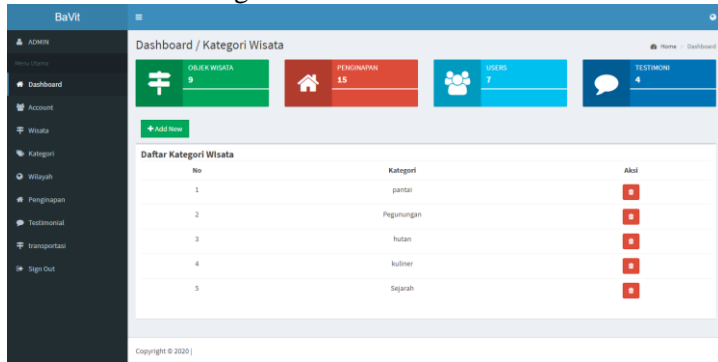 BaVit
ADMIN
Menu Utama
Dashboard
Account
Wisata
Kategori
Wilayah
Penginapan
Testimonial
transportasi
Sign Out
Dashboard / Kategori Wisata
Home > Dashboard
OBJEK WISATA
9
PENGINAPAN
15
USERS
7
TESTIMONI
4
Add New
Daftar Kategori Wisata
No Kategori Aksi
1 pantai
2 Pegunungan
3 hutan
4 kuliner
5 Sejarah
Copyright © 2020 |